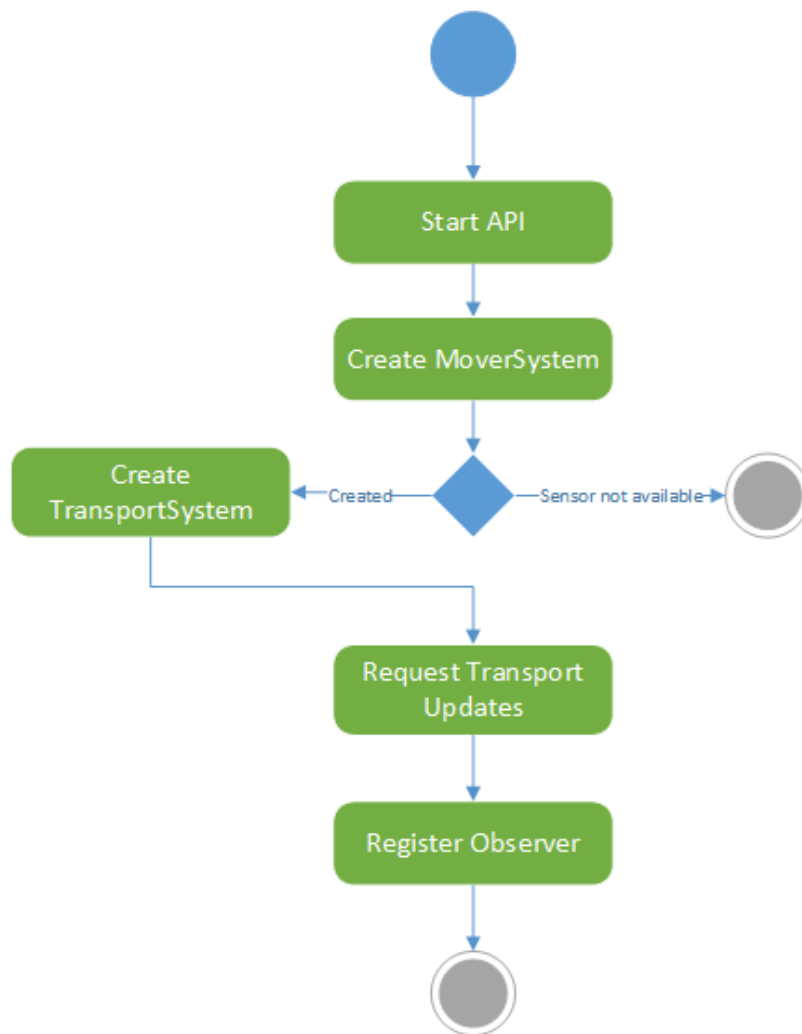 Start API
Create MoverSystem
Create
TransportSystem
Created
Sensor not available
Request Transport
Updates
Register Observer